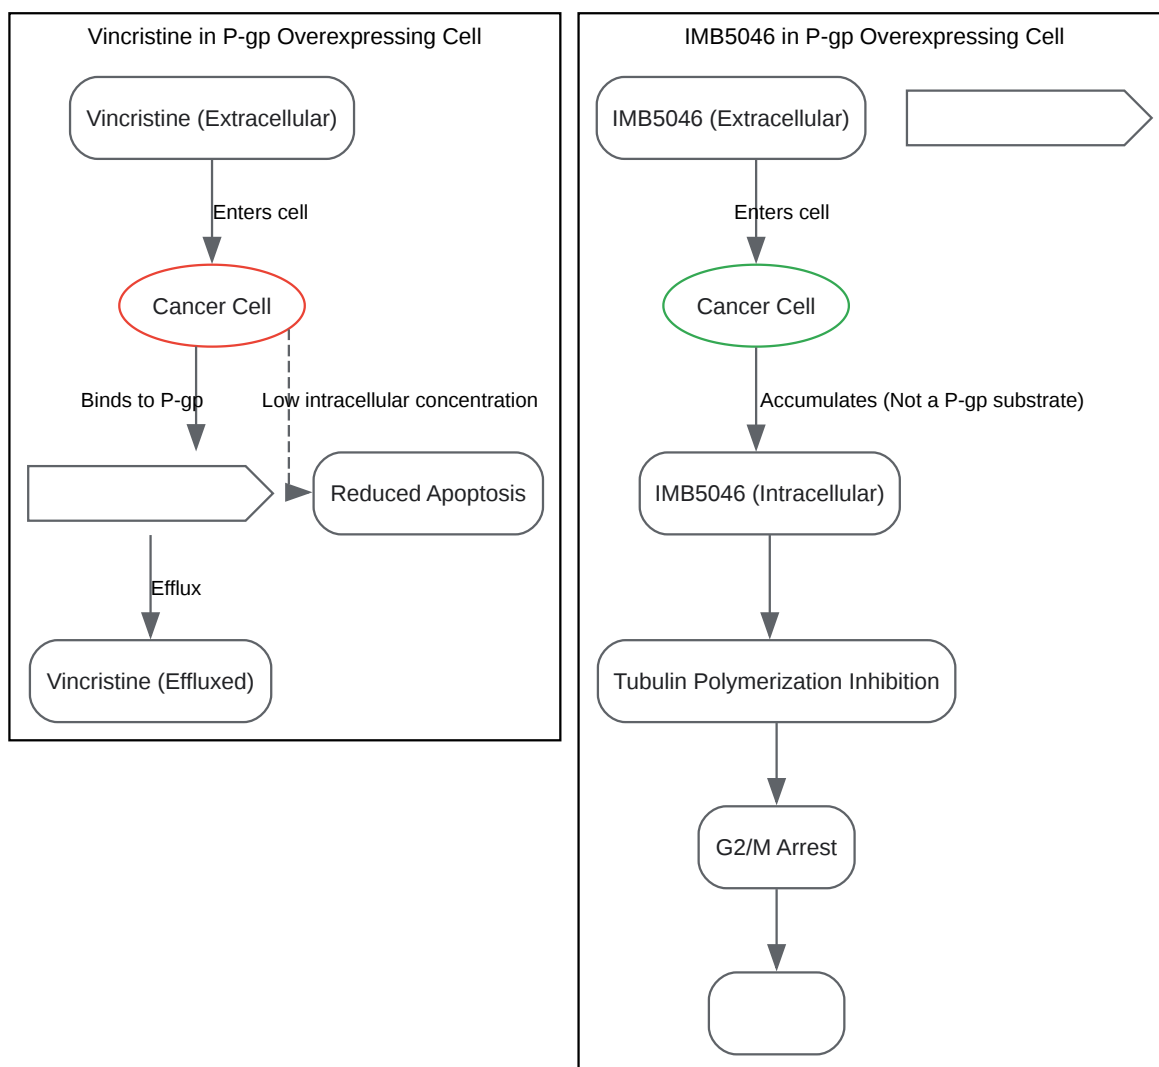 Vincristine in P-gp Overexpressing Cell
Vincristine (Extracellular)
Enters cell
Cancer Cell
Binds to P-gp
Low intracellular concentration
Reduced Apoptosis
Efflux
Vincristine (Effluxed)
IMB5046 in P-gp Overexpressing Cell
IMB5046 (Extracellular)
Enters cell
Cancer Cell
Accumulates (Not a P-gp substrate)
IMB5046 (Intracellular)
Tubulin Polymerization Inhibition
G2/M Arrest